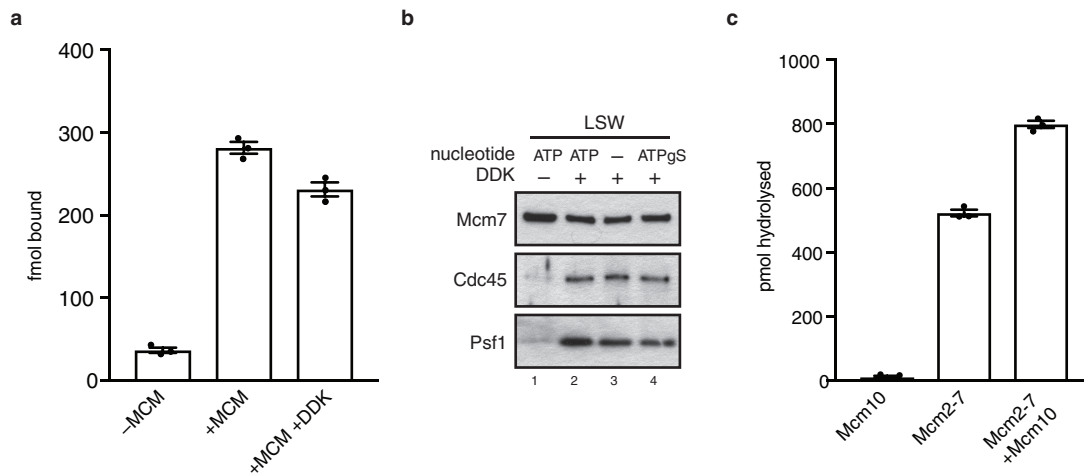 a
fmol bound
400
300
200
100
0
–MCM
+MCM
+MCM +DDK
b
LSW
nucleotide ATP ATP – ATPgS
DDK – + + +
Mcm7
Cdc45
Psf1
1 2 3 4
c
pmol hydrolysed
1000
800
600
400
200
0
Mcm10
Mcm2-7
Mcm2-7
+Mcm10